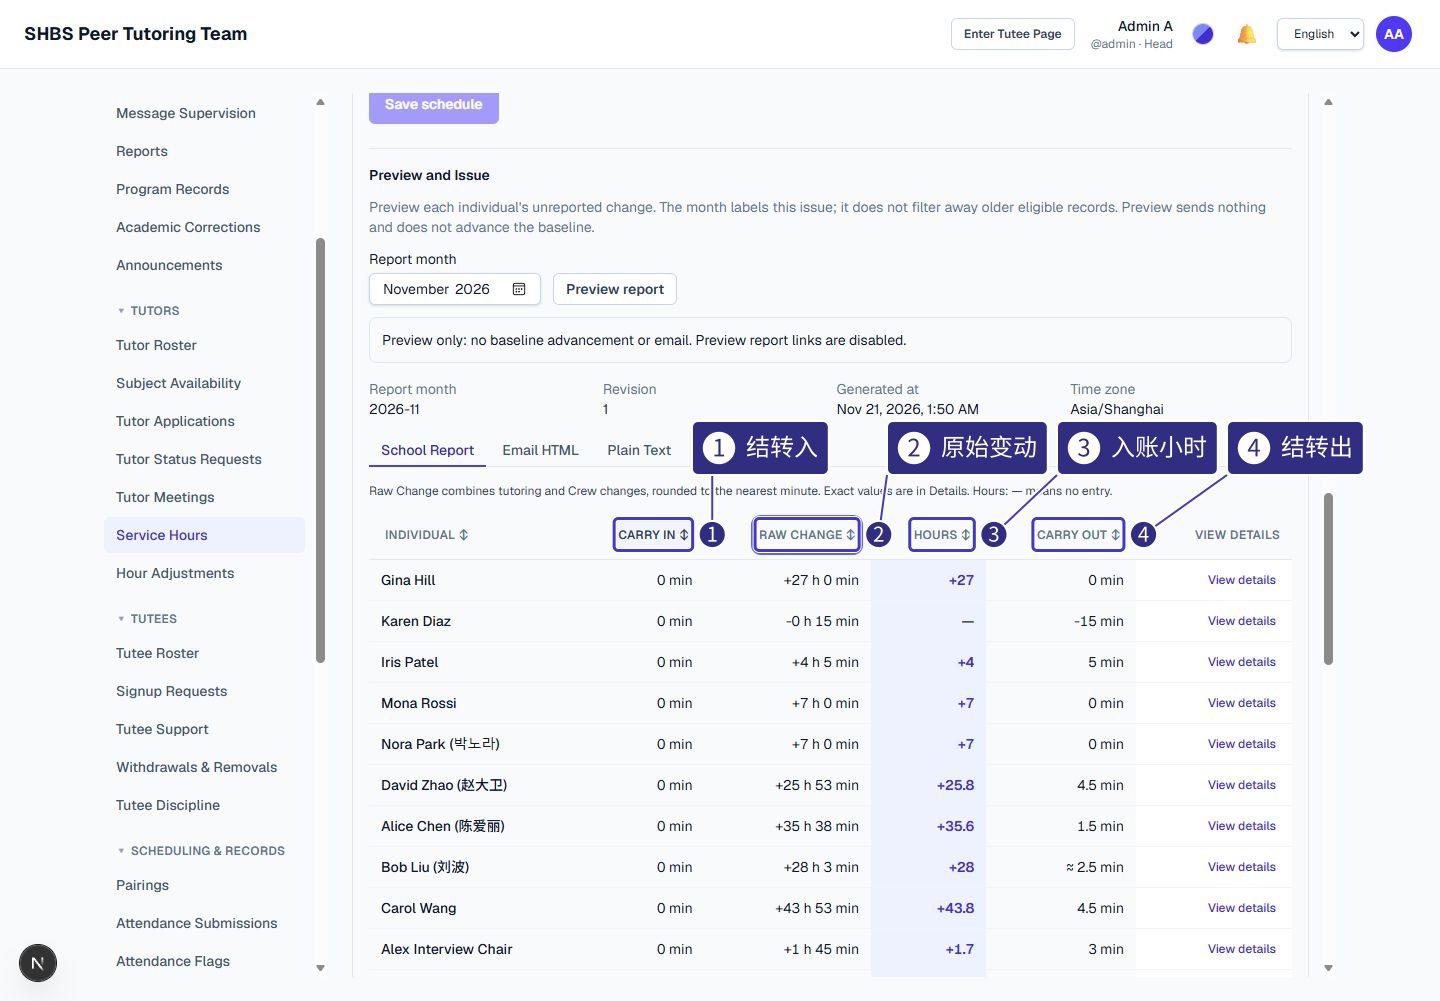 SHBS Peer Tutoring Team
Enter Tutee Page
Admin A
@admin · Head
English
AA
Message Supervision
Reports
Program Records
Academic Corrections
Announcements
TUTORS
Tutor Roster
Subject Availability
Tutor Applications
Tutor Status Requests
Tutor Meetings
Service Hours
Hour Adjustments
TUTEES
Tutee Roster
Signup Requests
Tutee Support
Withdrawals & Removals
Tutee Discipline
SCHEDULING & RECORDS
Pairings
Attendance Submissions
Attendance Flags
N
Save schedule
Preview and Issue
Preview each individual's unreported change. The month labels this issue; it does not filter away older eligible records. Preview sends nothing
and does not advance the baseline.
Report month
November 2026
Preview report
Preview only: no baseline advancement or email. Preview report links are disabled.
Report month Revision Generated at Time zone
2026-11 1 Nov 21, 2026, 1:50 AM Asia/Shanghai
School Report Email HTML Plain Text
1 结转入 2 原始变动 3 入账小时 4 结转出
Raw Change combines tutoring and Crew changes, rounded to the nearest minute. Exact values are in Details. Hours: — means no entry.
INDIVIDUAL CARRY IN 1 RAW CHANGE 2 HOURS 3 CARRY OUT 4 VIEW DETAILS
Gina Hill 0 min +27 h 0 min +27 0 min View details
Karen Diaz 0 min -0 h 15 min — -15 min View details
Iris Patel 0 min +4 h 5 min +4 5 min View details
Mona Rossi 0 min +7 h 0 min +7 0 min View details
Nora Park (박노라) 0 min +7 h 0 min +7 0 min View details
David Zhao (赵大卫) 0 min +25 h 53 min +25.8 4.5 min View details
Alice Chen (陈爱丽) 0 min +35 h 38 min +35.6 1.5 min View details
Bob Liu (刘波) 0 min +28 h 3 min +28 ≈ 2.5 min View details
Carol Wang 0 min +43 h 53 min +43.8 4.5 min View details
Alex Interview Chair 0 min +1 h 45 min +1.7 3 min View details